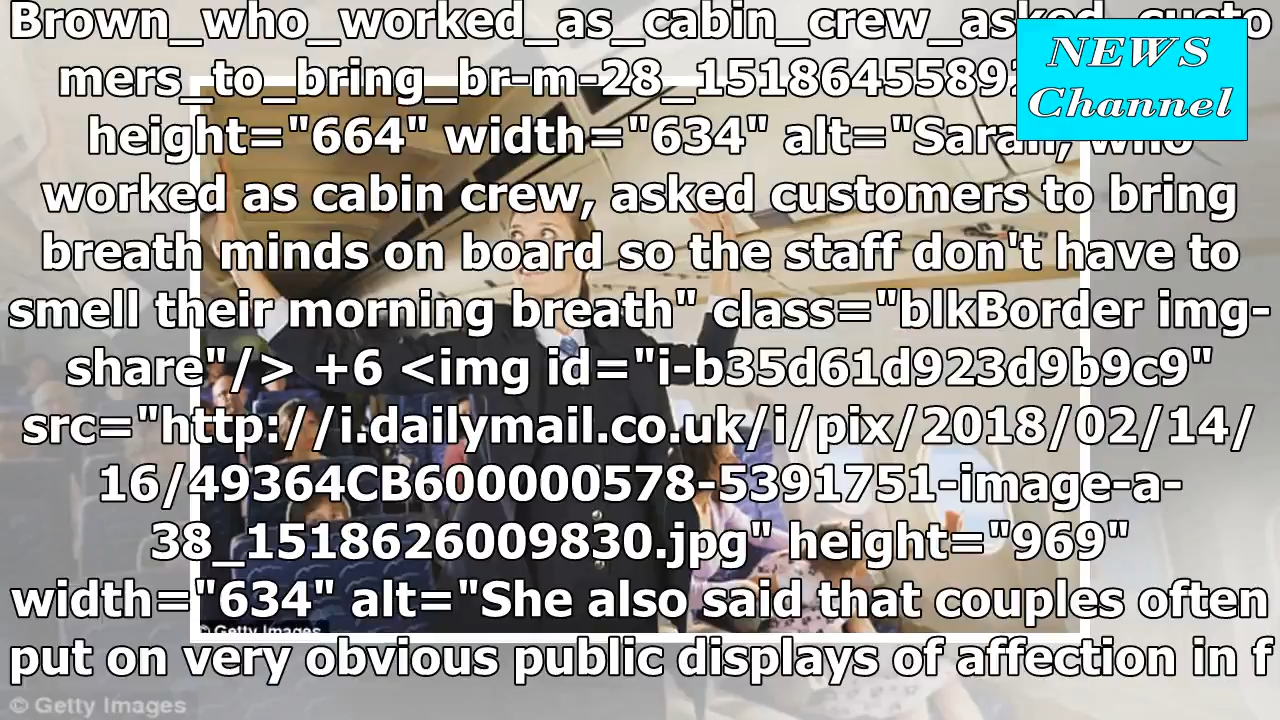 Brown_who_worked_as_cabin_crew_asked_custo
mers_to_bring_br-m-28_15186455892
height="664" width="634" alt="Sarah, who
worked as cabin crew, asked customers to bring
breath minds on board so the staff don't have to
smell their morning breath" class="blkBorder img-
share"/> +6 <img id="i-b35d61d923d9b9c9"
src="http://i.dailymail.co.uk/i/pix/2018/02/14/
16/49364CB600000578-5391751-image-a-
38_1518626009830.jpg" height="969"
width="634" alt="She also said that couples often
put on very obvious public displays of affection in f
NEWS
Channel
© Getty Images
© Getty Images